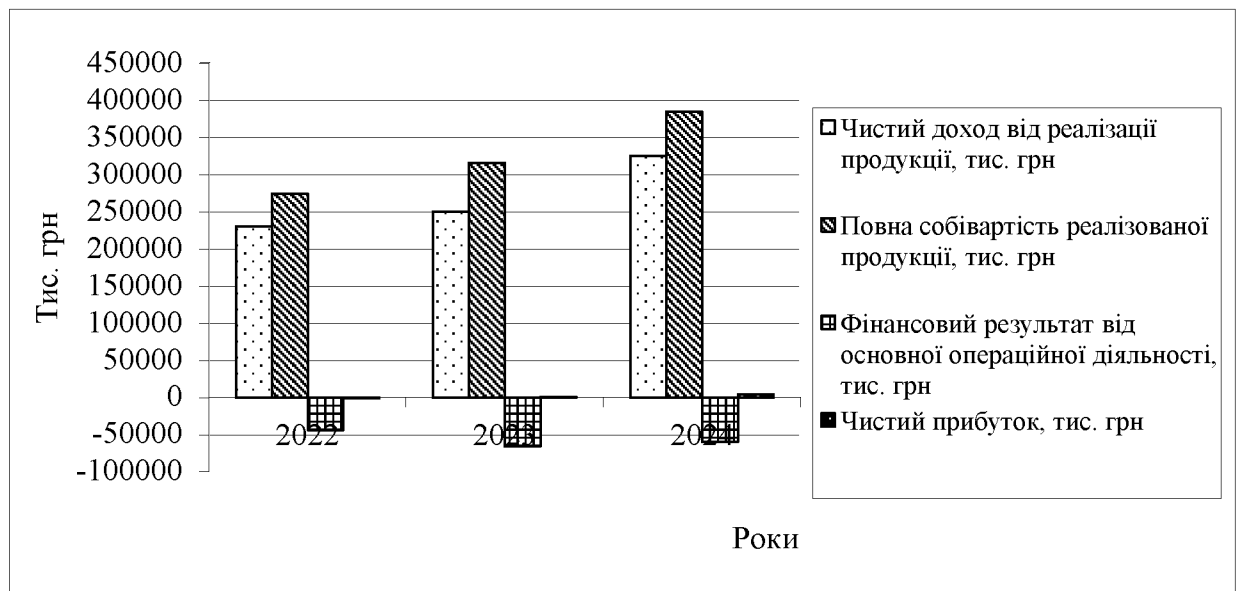 450000
400000
350000
300000
250000
200000
150000
100000
50000
0
-50000
-100000
Тис. грн
2022
2023
2024
Роки
Чистий доход від реалізації
продукції, тис. грн
Повна собівартість реалізованої
продукції, тис. грн
Фінансовий результат від
основної операційної діяльності,
тис. грн
Чистий прибуток, тис. грн